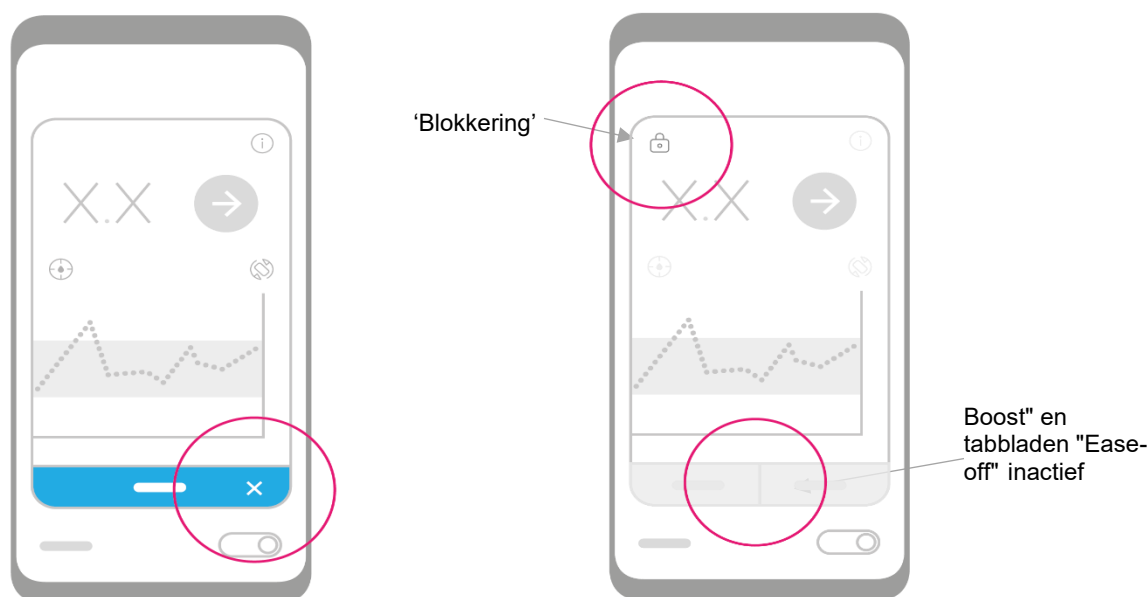 X.X
‘Blokkering’
X.X
Boost" en
tabbladen "Ease-
off" inactief